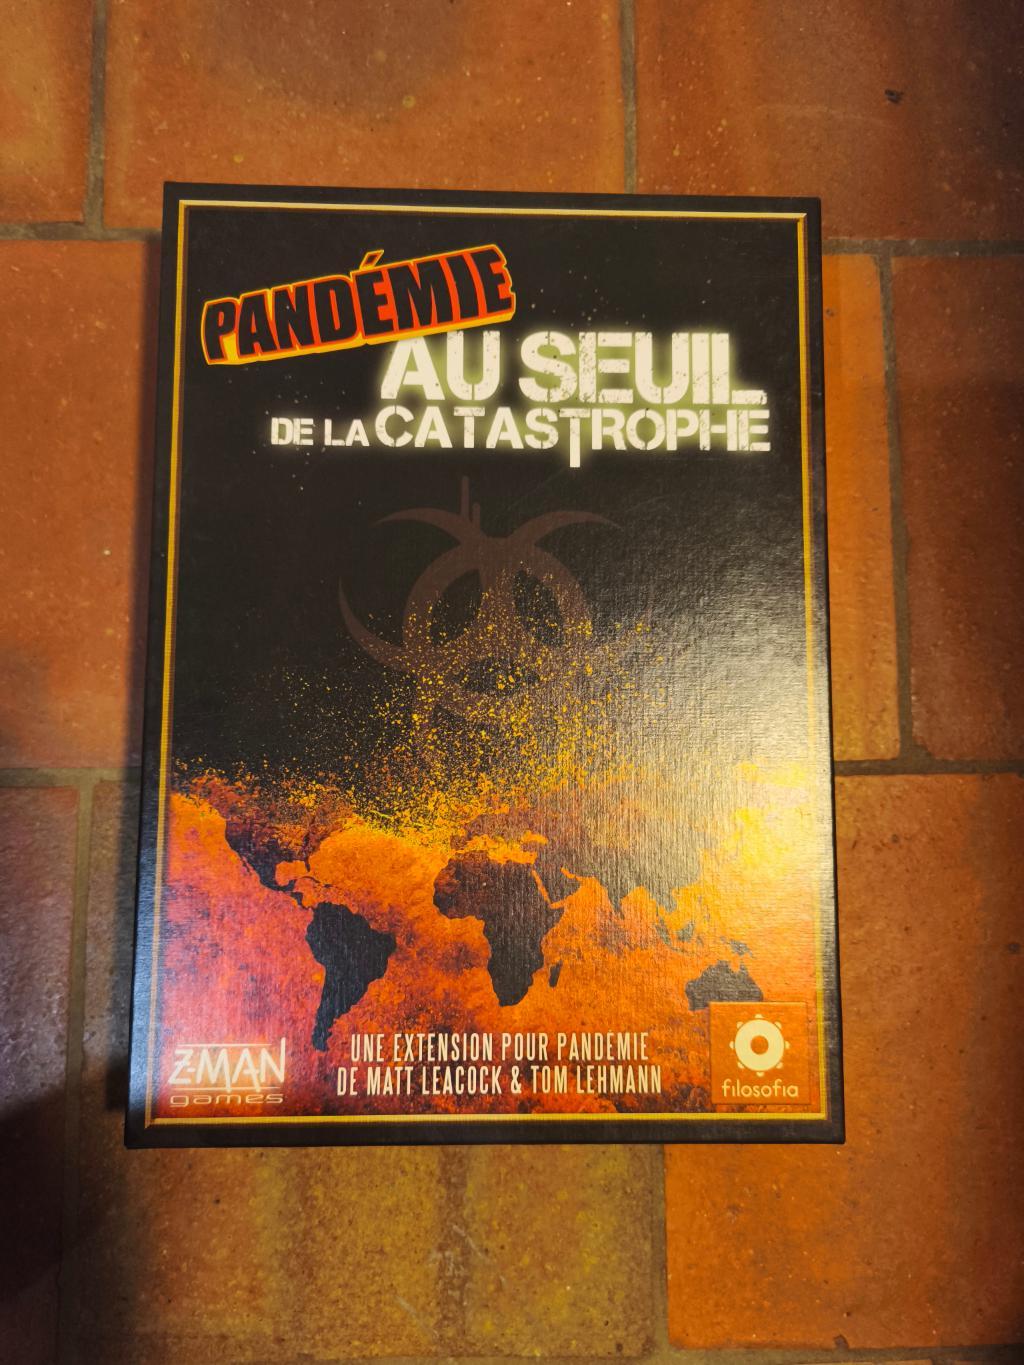 PANDÉMIE
AU SEUIL
DE LA CATASTROPHE
UNE EXTENSION POUR PANDÉMIE
DE MATT LEACOCK & TOM LEHMANN
Z-MAN
games
filosofia